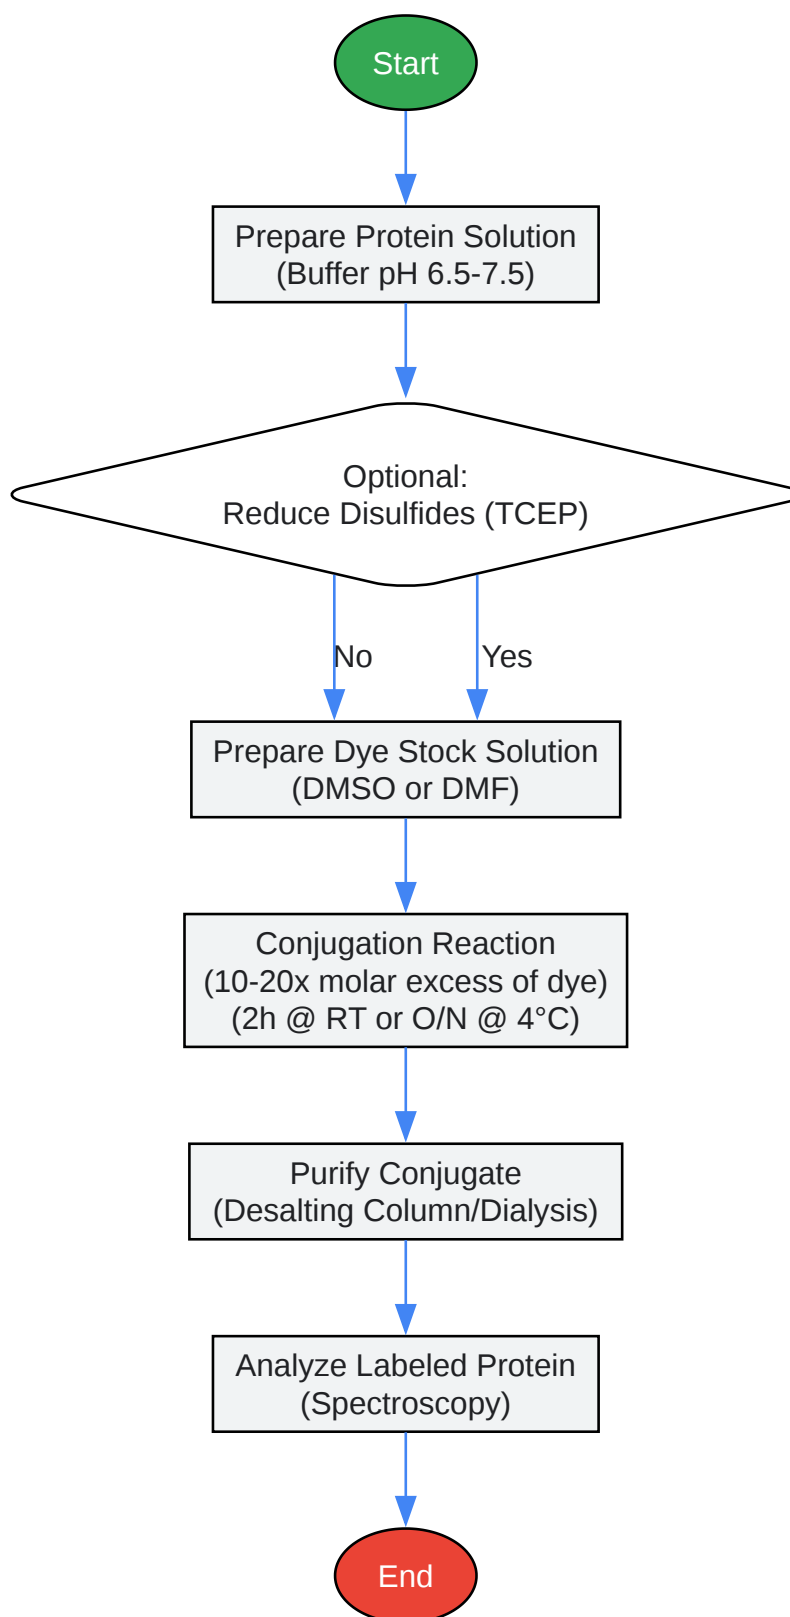 Start
Prepare Protein Solution
(Buffer pH 6.5-7.5)
Optional:
Reduce Disulfides (TCEP)
No
Yes
Prepare Dye Stock Solution
(DMSO or DMF)
Conjugation Reaction
(10-20x molar excess of dye)
(2h @ RT or O/N @ 4°C)
Purify Conjugate
(Desalting Column/Dialysis)
Analyze Labeled Protein
(Spectroscopy)
End